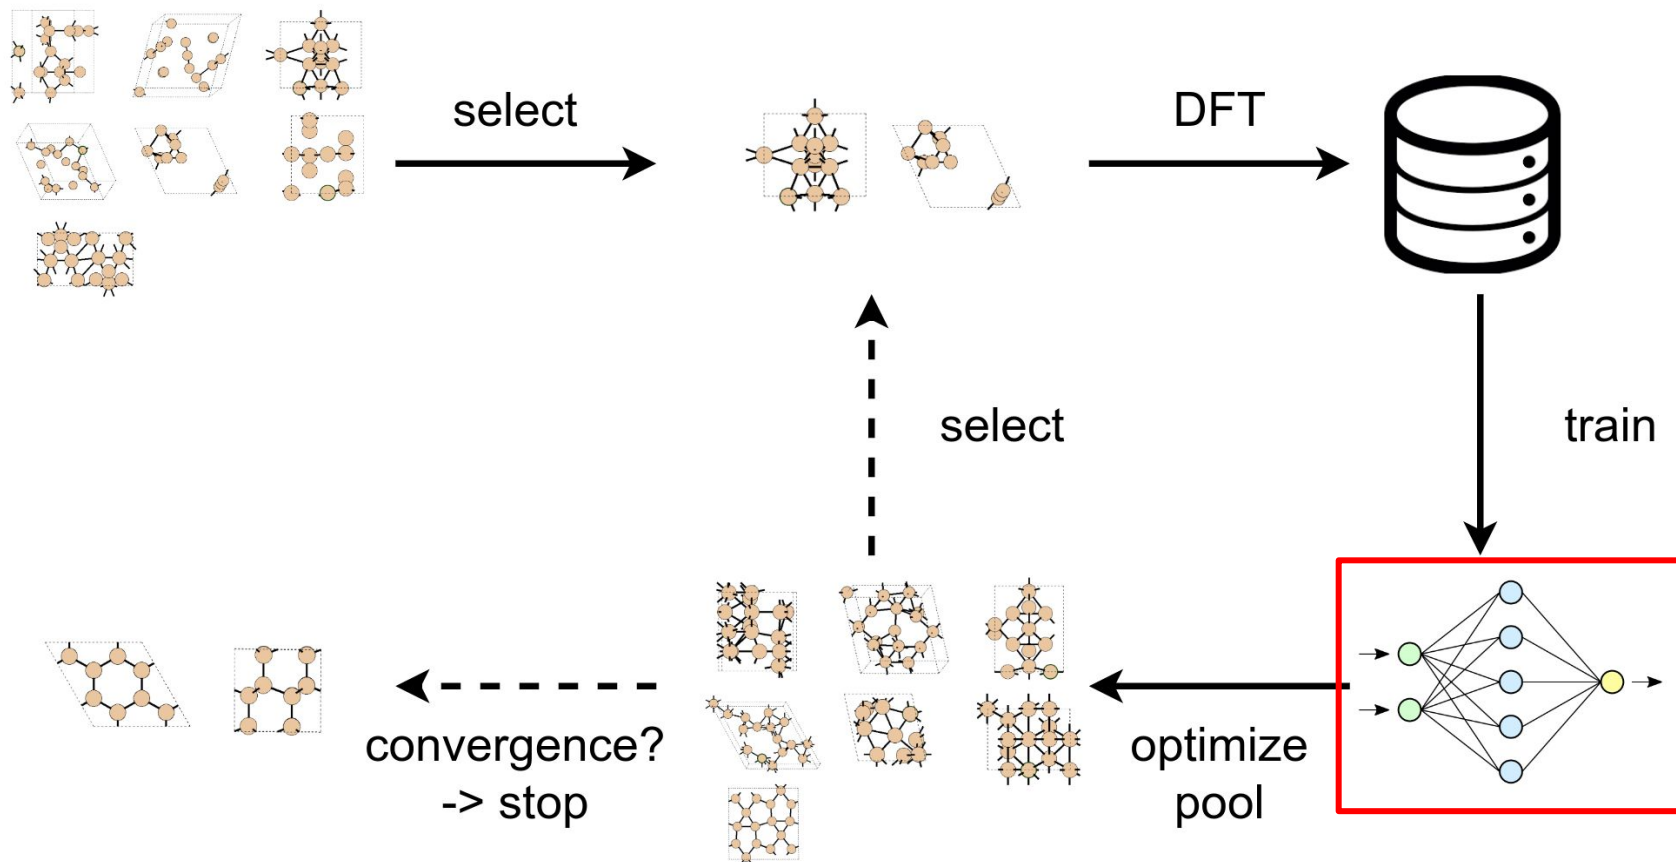 select
DFT
select
train
convergence?
-> stop
optimize
pool